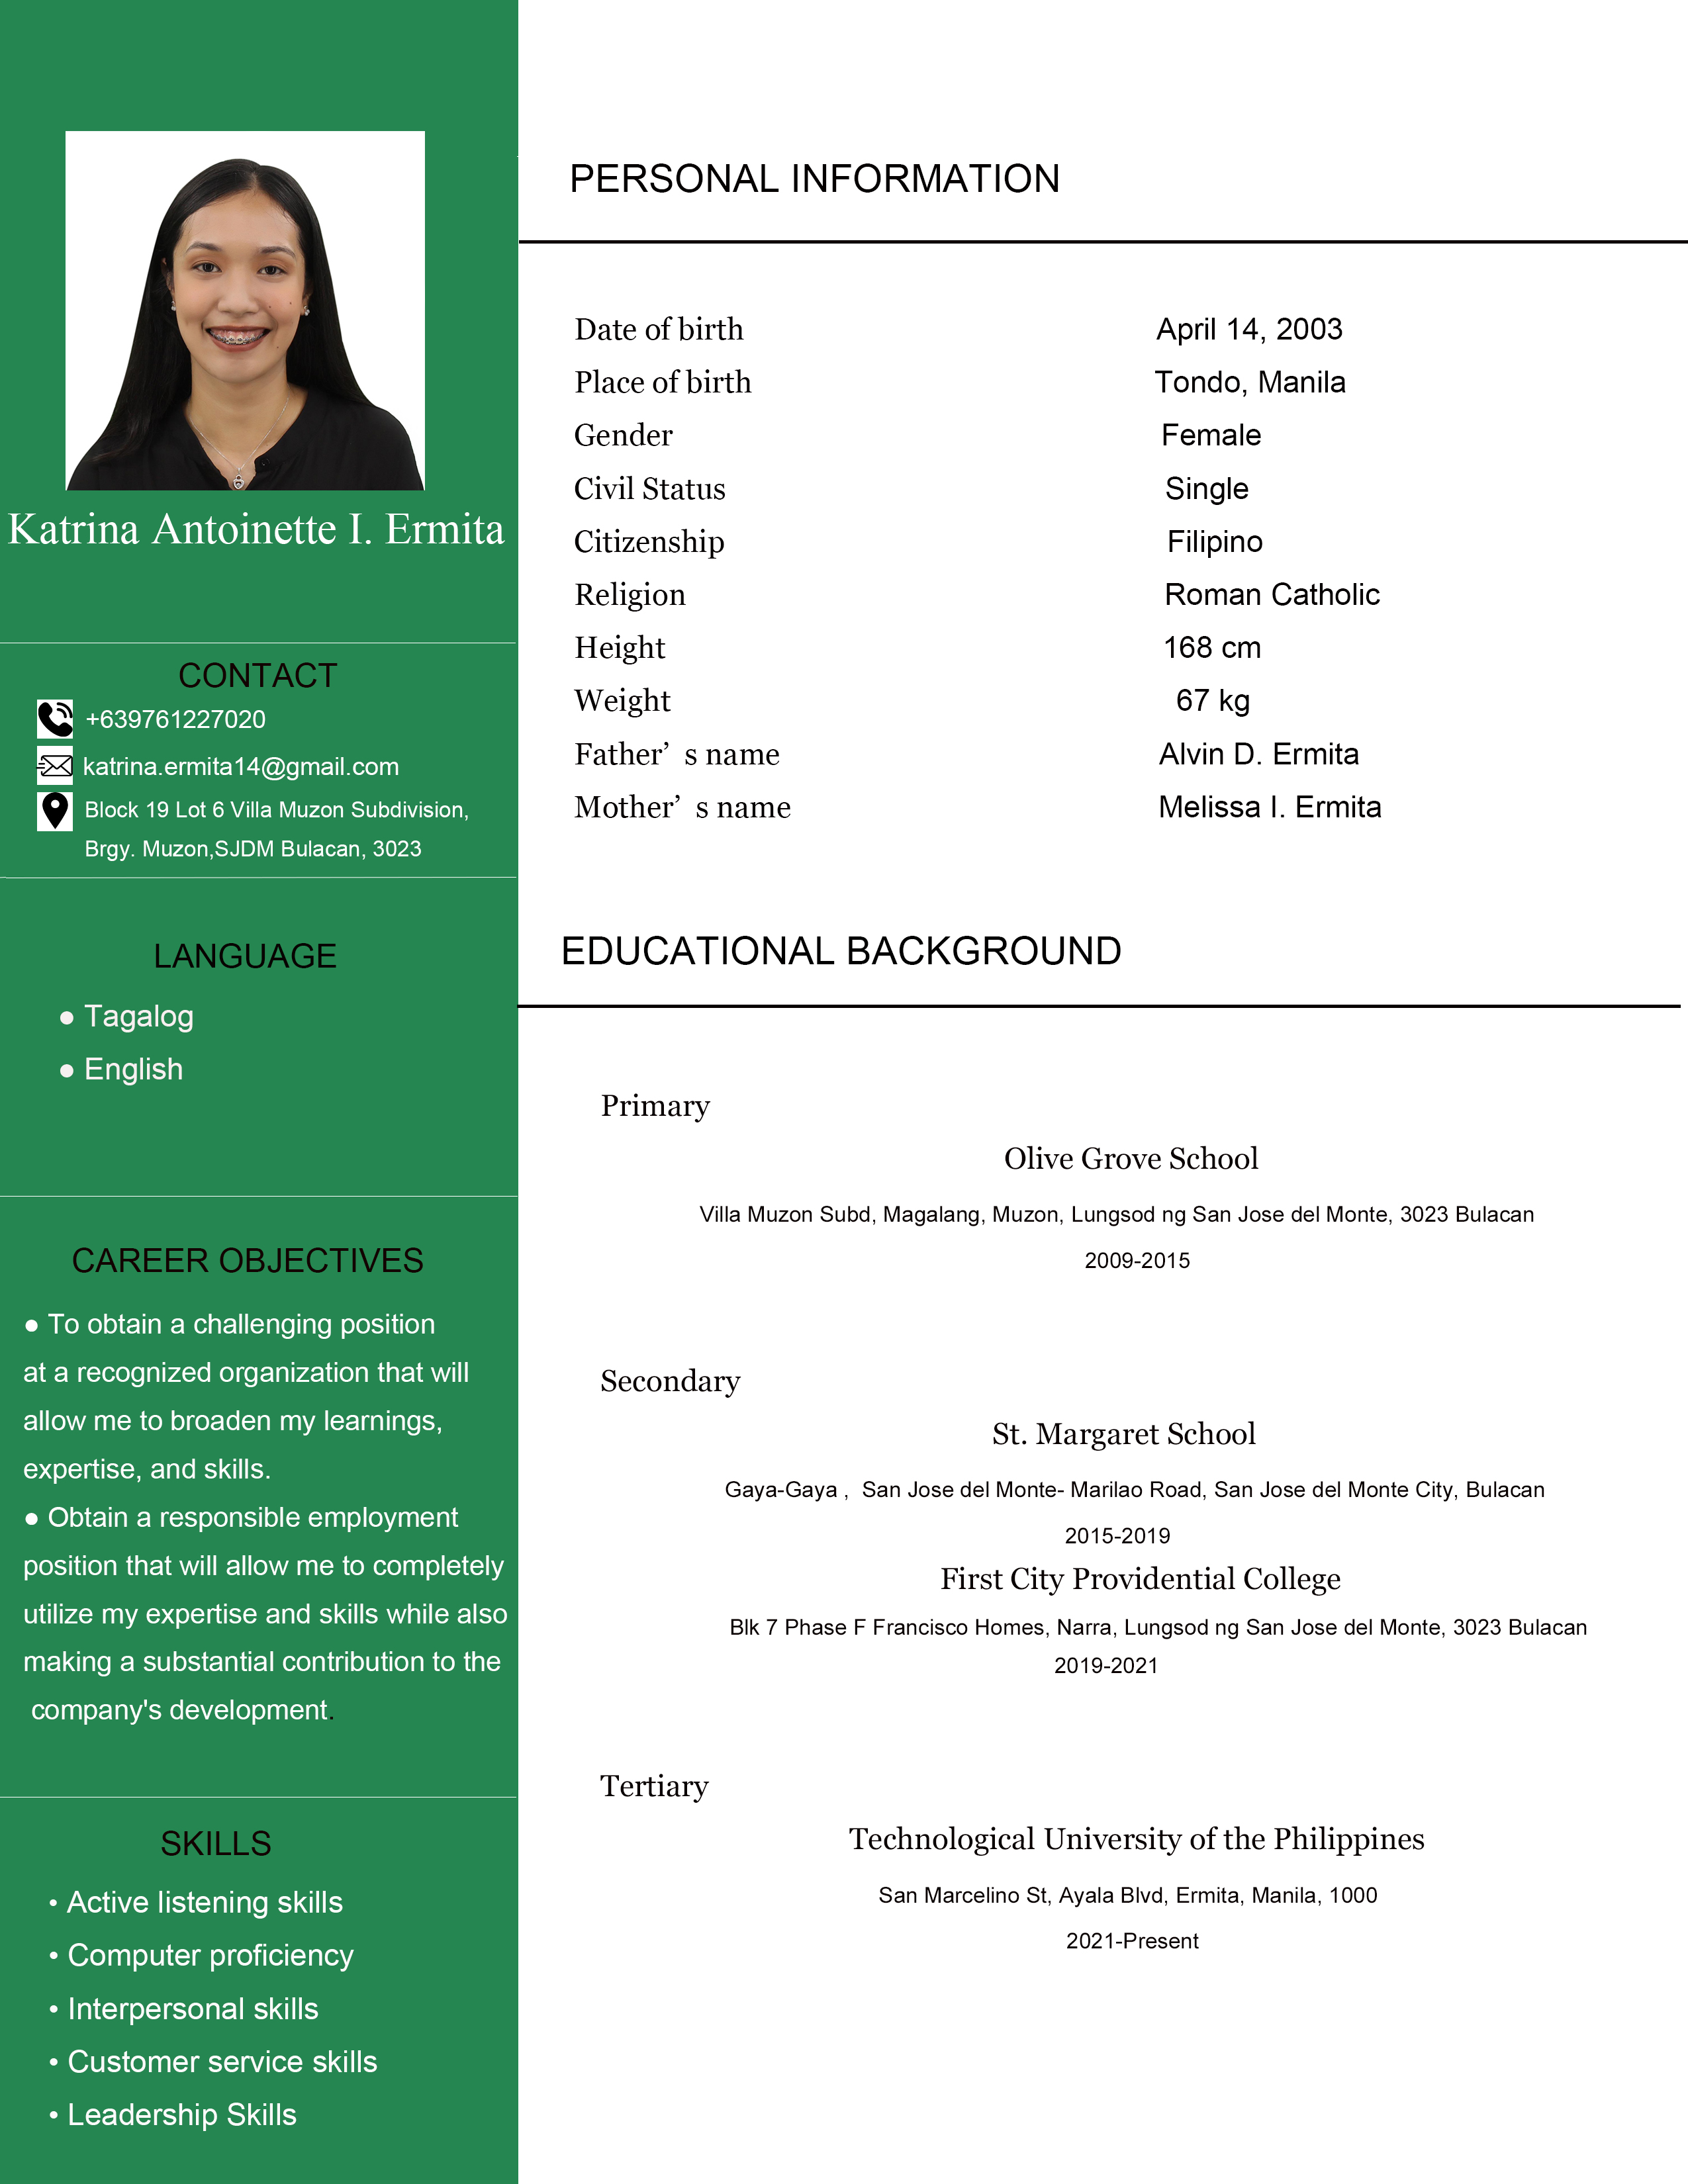 Katrina Antoinette I. Ermita
CONTACT
+639761227020
katrina.ermita14@gmail.com
Block 19 Lot 6 Villa Muzon Subdivision,
Brgy. Muzon,SJDM Bulacan, 3023
LANGUAGE
● Tagalog
● English
CAREER OBJECTIVES
● To obtain a challenging position
at a recognized organization that will
allow me to broaden my learnings,
expertise, and skills.
● Obtain a responsible employment
position that will allow me to completely
utilize my expertise and skills while also
making a substantial contribution to the
company's development.
SKILLS
• Active listening skills
• Computer proficiency
• Interpersonal skills
• Customer service skills
• Leadership Skills
PERSONAL INFORMATION
Date of birth April 14, 2003
Place of birth Tondo, Manila
Gender Female
Civil Status Single
Citizenship Filipino
Religion Roman Catholic
Height 168 cm
Weight 67 kg
Father’ s name Alvin D. Ermita
Mother’ s name Melissa I. Ermita
EDUCATIONAL BACKGROUND
Primary
Olive Grove School
Villa Muzon Subd, Magalang, Muzon, Lungsod ng San Jose del Monte, 3023 Bulacan
2009-2015
Secondary
St. Margaret School
Gaya-Gaya , San Jose del Monte- Marilao Road, San Jose del Monte City, Bulacan
2015-2019
First City Providential College
Blk 7 Phase F Francisco Homes, Narra, Lungsod ng San Jose del Monte, 3023 Bulacan
2019-2021
Tertiary
Technological University of the Philippines
San Marcelino St, Ayala Blvd, Ermita, Manila, 1000
2021-Present